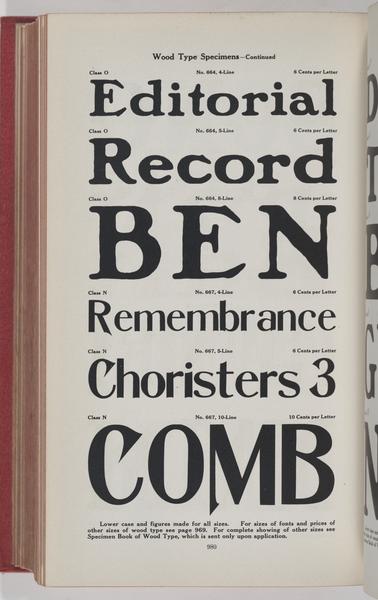 Wood Type Specimens—Continued
Class O No. 664, 4-Line 6 Cents per Letter
Editorial
Class O No. 664, 5-Line 6 Cents per Letter
Record
Class O No. 664, 8-Line 8 Cents per Letter
BEN
Class N No. 667, 4-Line 6 Cents per Letter
Remembrance
Class N No. 667, 5-Line 6 Cents per Letter
Choristers 3
Class N No. 667, 10-Line 10 Cents per Letter
COMB
Lower case and figures made for all sizes. For sizes of fonts and prices of
other sizes of wood type see page 969. For complete showing of other sizes see
Specimen Book of Wood Type, which is sent only upon application.
980